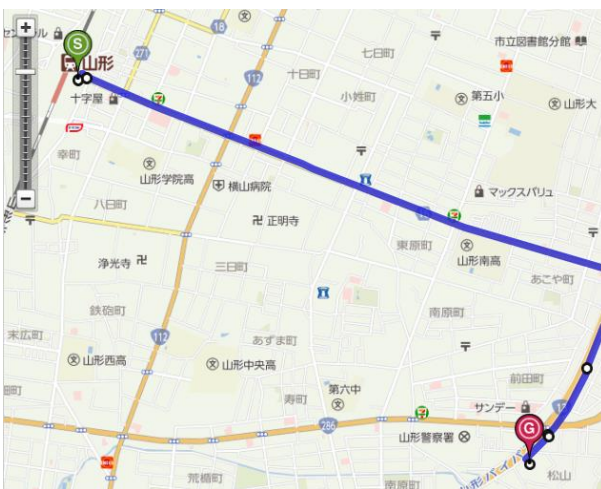 18
市立図書館分館
S
山形
271
七日町
112
十日町
十字屋
小姓町
第五小
山形大
幸町
山形学院高
横山病院
マックスバリュ
八日町
正明寺
東原町
山形南高
浄光寺
三日町
あこや町
鉄砲町
南原町
末広町
112
あずま町
山形西高
山形中央高
前田町
寿町
第六中
サンデー
286
G
山形警察署
荒楯町
南原町
松山